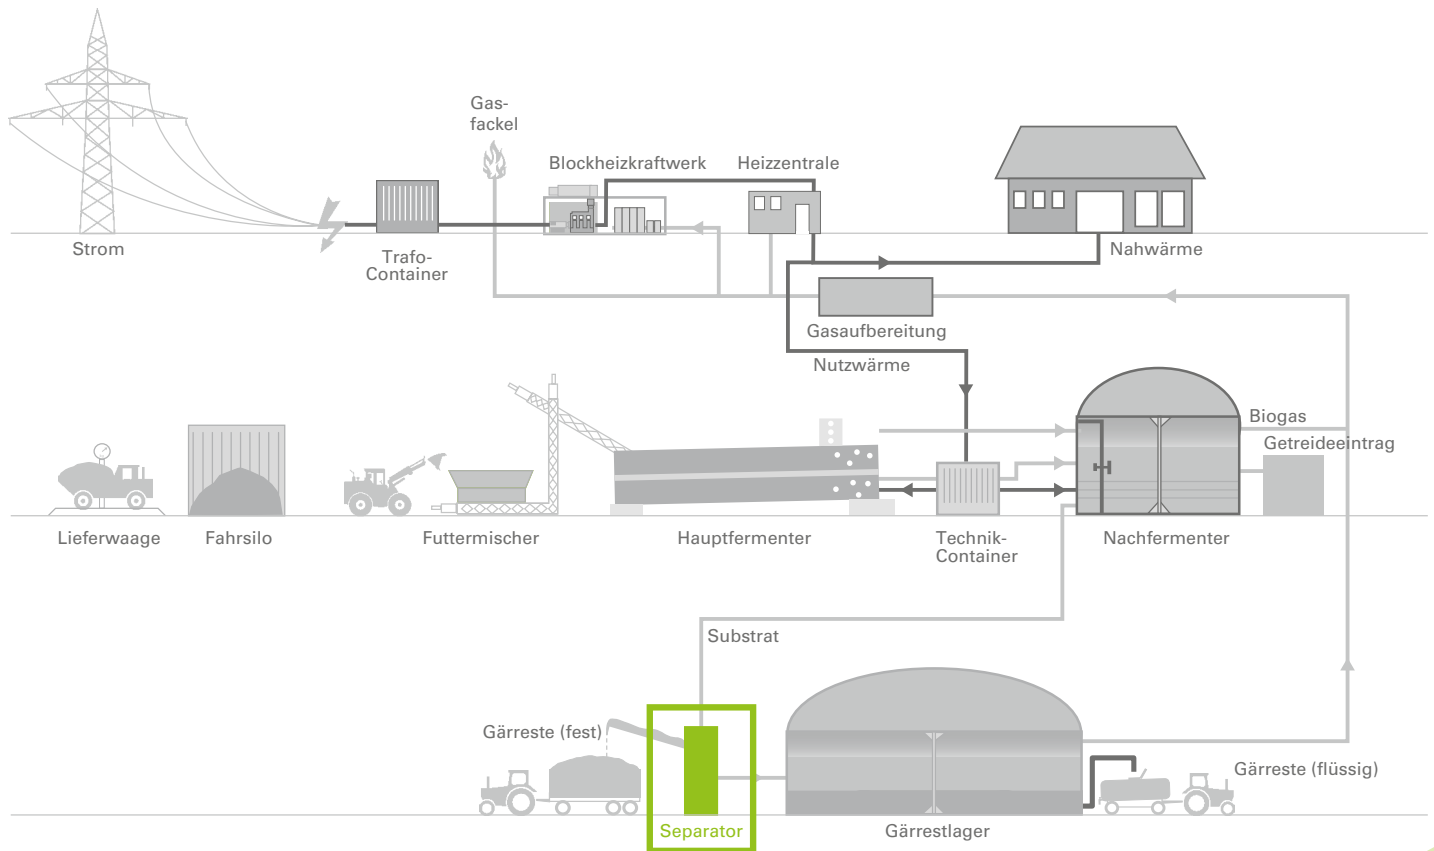 Gas-
fackel
Blockheizkraftwerk
Heizzentrale
Strom
Trafo-
Container
Nahwärme
Gasaufbereitung
Nutzwärme
Biogas
Getreideeintrag
Lieferwaage
Fahrsilo
Futtermischer
Hauptfermenter
Technik-
Container
Nachfermenter
Substrat
Gärreste (fest)
Gärreste (flüssig)
Separator
Gärrestlager